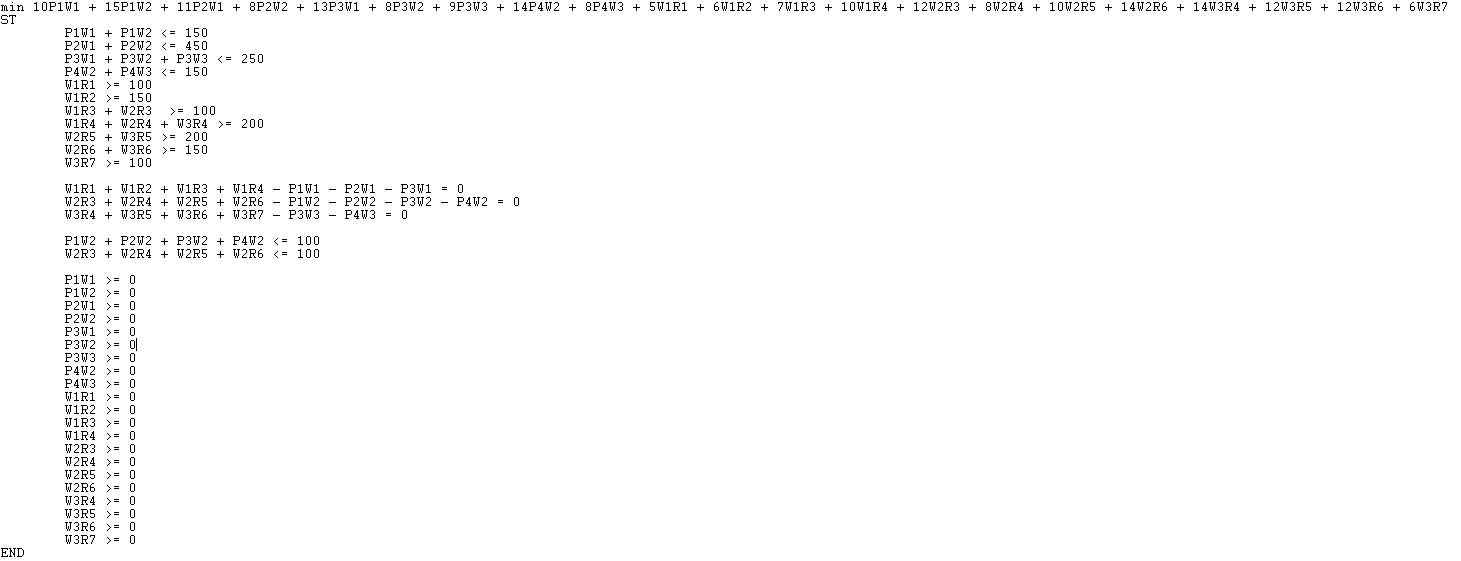 min 10P1W1 + 15P1W2 + 11P2W1 + 8P2W2 + 13P3W1 + 8P3W2 + 9P3W3 + 14P4W2 + 8P4W3 + 5W1R1 + 6W1R2 + 7W1R3 + 10W1R4 + 12W2R3 + 8W2R4 + 10W2R5 + 14W2R6 + 14W3R4 + 12W3R5 + 12W3R6 + 6W3R7
ST
P1W1 + P1W2 <= 150
P2W1 + P2W2 <= 450
P3W1 + P3W2 + P3W3 <= 250
P4W2 + P4W3 <= 150
W1R1 >= 100
W1R2 >= 150
W1R3 + W2R3  >= 100
W1R4 + W2R4 + W3R4 >= 200
W2R5 + W3R5 >= 200
W2R6 + W3R6 >= 150
W3R7 >= 100
W1R1 + W1R2 + W1R3 + W1R4 - P1W1 - P2W1 - P3W1 = 0
W2R3 + W2R4 + W2R5 + W2R6 - P1W2 - P2W2 - P3W2 - P4W2 = 0
W3R4 + W3R5 + W3R6 + W3R7 - P3W3 - P4W3 = 0
P1W2 + P2W2 + P3W2 + P4W2 <= 100
W2R3 + W2R4 + W2R5 + W2R6 <= 100
P1W1 >= 0
P1W2 >= 0
P2W1 >= 0
P2W2 >= 0
P3W1 >= 0
P3W2 >= 0
P3W3 >= 0
P4W2 >= 0
P4W3 >= 0
W1R1 >= 0
W1R2 >= 0
W1R3 >= 0
W1R4 >= 0
W2R3 >= 0
W2R4 >= 0
W2R5 >= 0
W2R6 >= 0
W3R4 >= 0
W3R5 >= 0
W3R6 >= 0
W3R7 >= 0
END